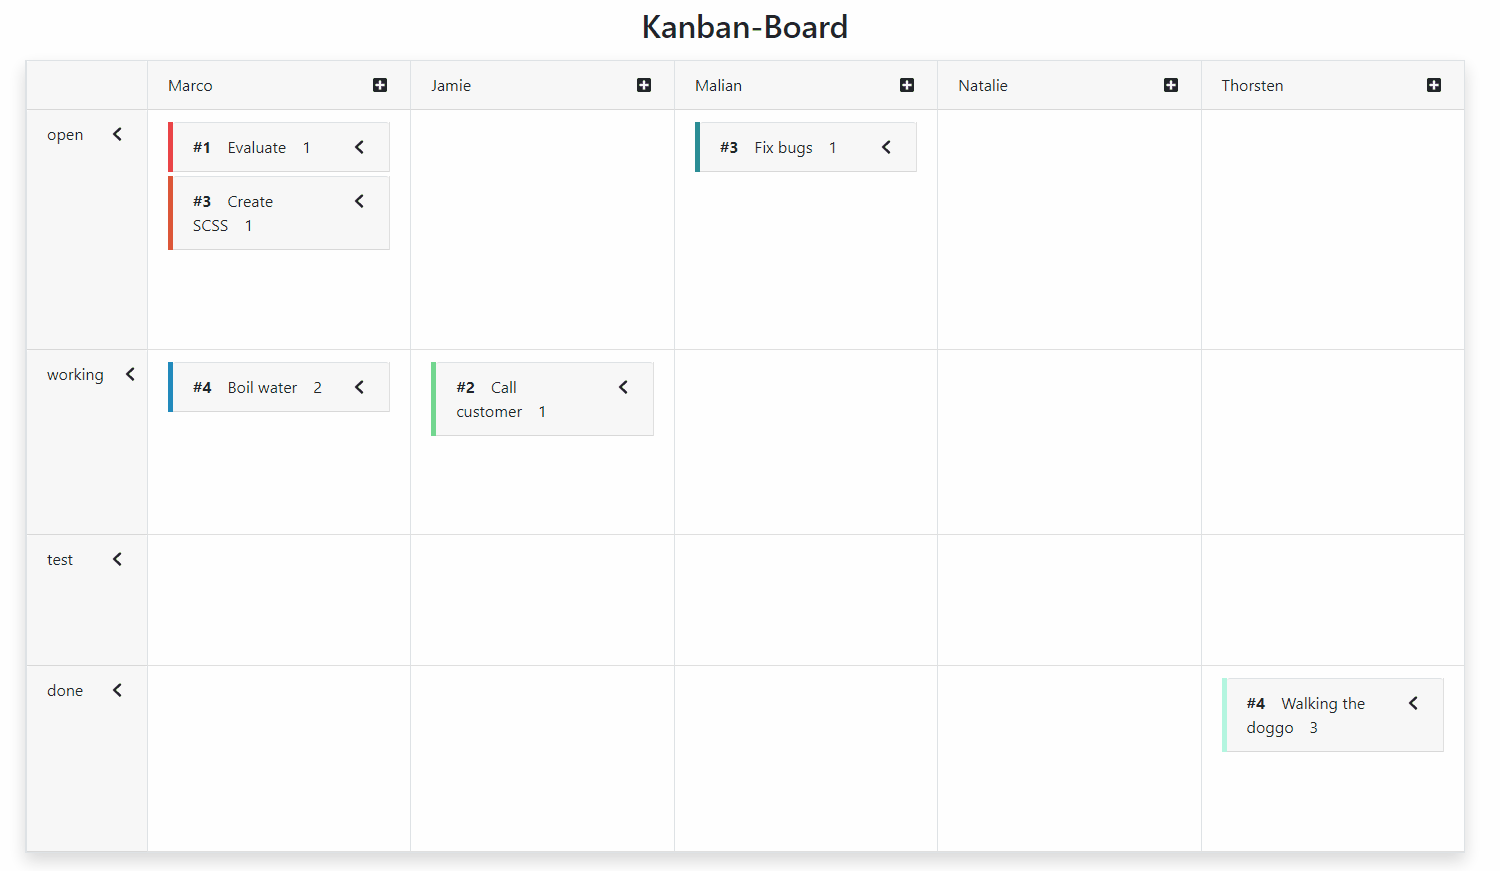 Kanban-Board
Marco Jamie Malian Natalie Thorsten
open
#1 Evaluate 1
#3 Create
SCSS 1
#3 Fix bugs 1
working
#4 Boil water 2
#2 Call
customer 1
test
done
#4 Walking the
doggo 3